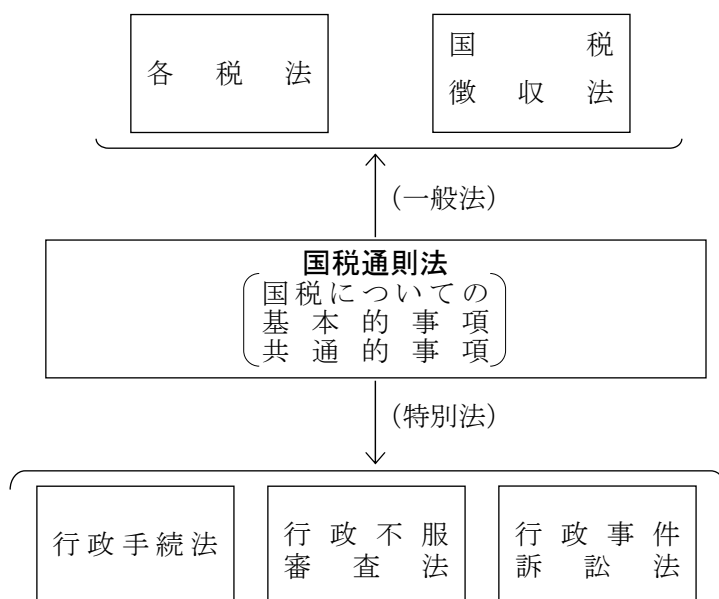 各税法
国税
徴収法
(一般法)
国税通則法
国税についての
基本的事項
共通的事項
(特別法)
行政手続法
行政不服
審査法
行政事件
訴訟法